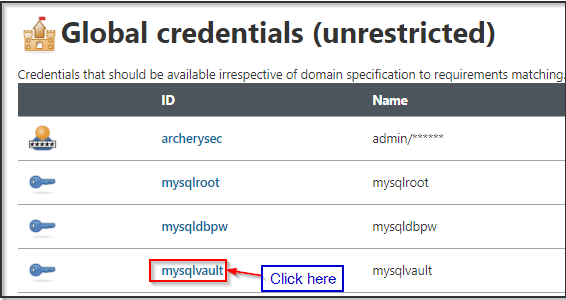 Global credentials (unrestricted)
Credentials that should be available irrespective of domain specification to requirements matching.
ID Name
archerysec admin/******
mysqlroot mysqlroot
mysqldbpw mysqldbpw
mysqlvault mysqlvault
Click here